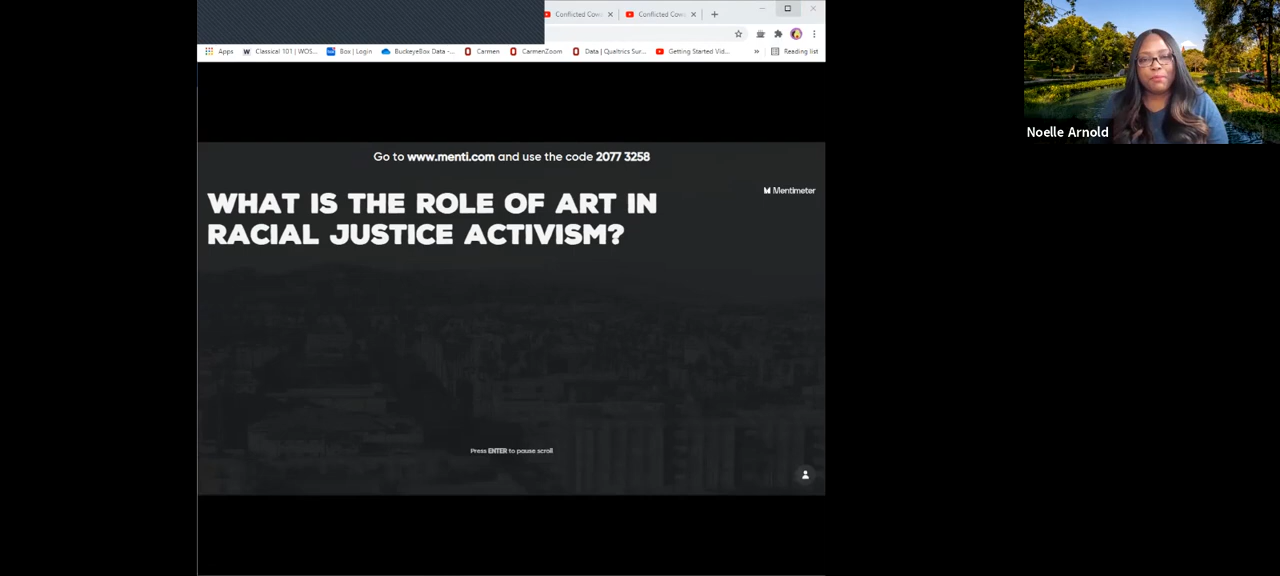 Conflicted Cow
Conflicted Cow
Apps
Classical 101 | WOS...
Box | Login
BuckeyeBox Data -...
Carmen
CarmenZoom
Data | Qualtrics Sur...
Getting Started Vid...
»
Reading list
Noelle Arnold
Go to www.menti.com and use the code 2077 3258
Mentimeter
WHAT IS THE ROLE OF ART IN
RACIAL JUSTICE ACTIVISM?
Press ENTER to pause scroll